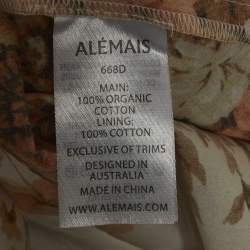 ALÉMAIS
668D
MAIN:
100% ORGANIC
COTTON
LINING:
100% COTTON
EXCLUSIVE OF TRIMS
DESIGNED IN
AUSTRALIA
MADE IN CHINA
WWW.ALEMAIS.COM